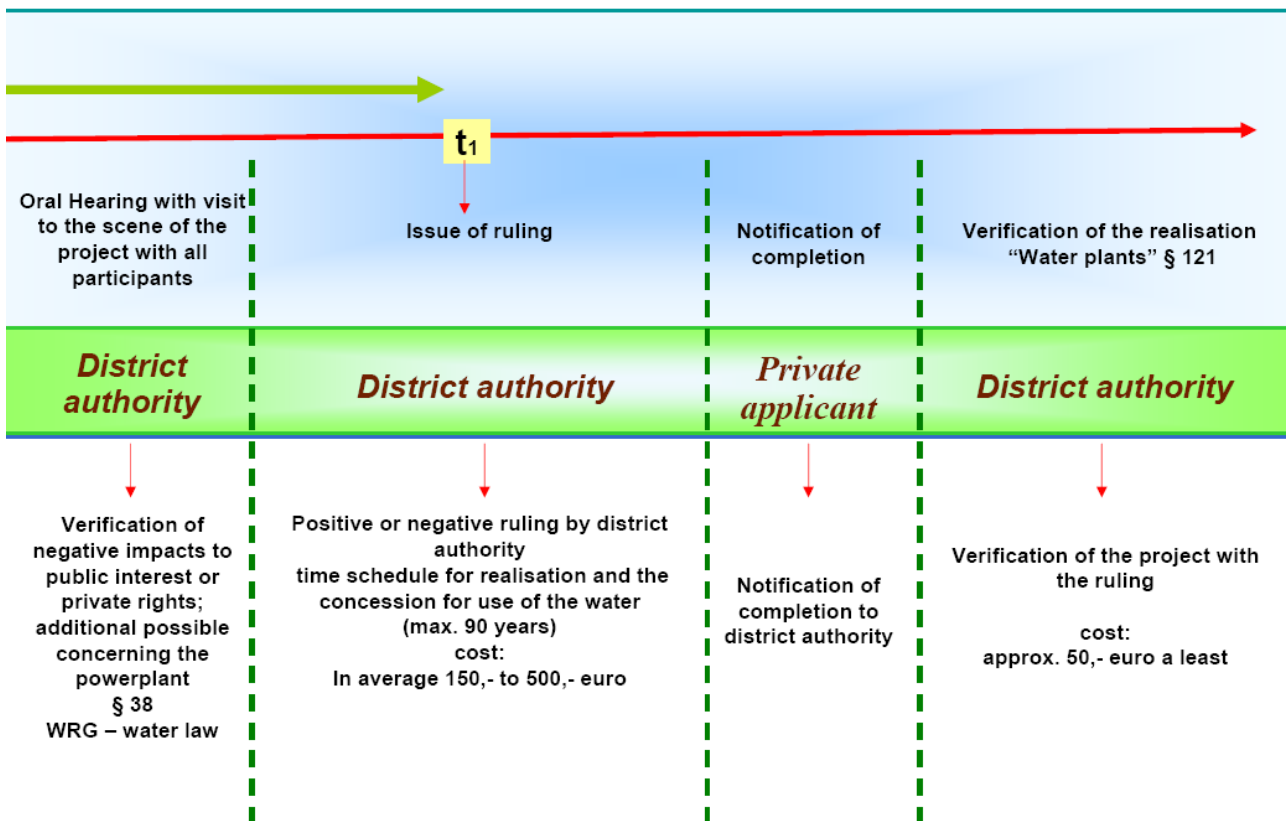 t1
Oral Hearing with visit
to the scene of the
project with all
participants
Issue of ruling
Notification of
completion
Verification of the realisation
“Water plants” § 121
District
authority
District authority
Private
applicant
District authority
Verification of
negative impacts to
public interest or
private rights;
additional possible
concerning the
powerplant
§ 38
WRG – water law
Positive or negative ruling by district
authority
time schedule for realisation and the
concession for use of the water
(max. 90 years)
cost:
In average 150,- to 500,- euro
Notification of
completion to
district authority
Verification of the project with
the ruling
cost:
approx. 50,- euro a least